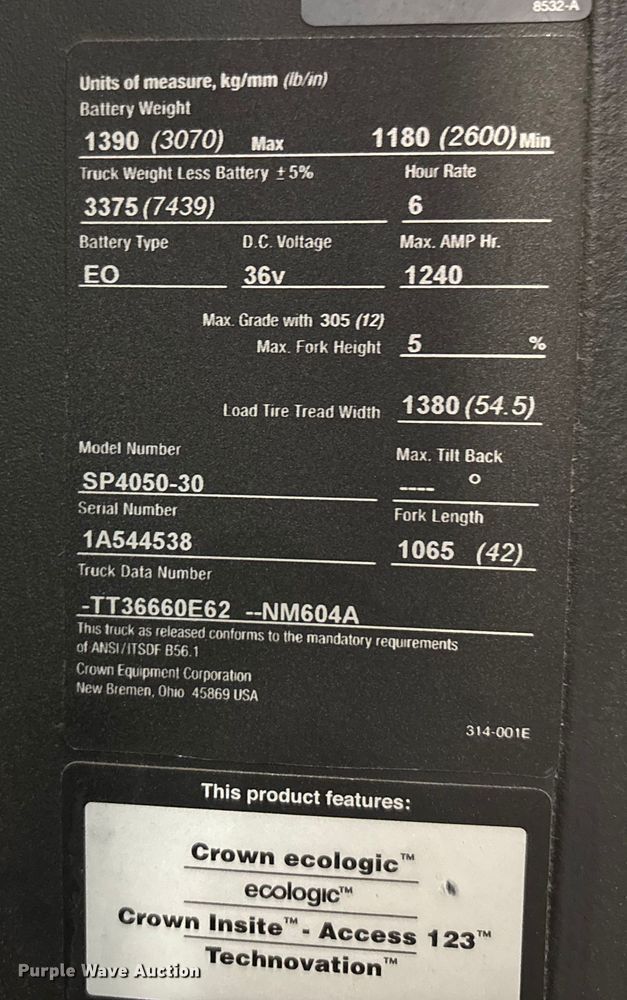 8532-A
Units of measure, kg/mm (lb/in)
Battery Weight
1390 (3070) Max 1180 (2600) Min
Truck Weight Less Battery ±5% Hour Rate
3375 (7439) 6
Battery Type D.C. Voltage Max. AMP Hr.
EO 36v 1240
Max. Grade with 305 (12)
Max. Fork Height 5 %
Load Tire Tread Width 1380 (54.5)
Model Number Max. Tilt Back
SP4050-30 ---- °
Serial Number Fork Length
1A544538 1065 (42)
Truck Data Number
-TT36660E62 --NM604A
This truck as released conforms to the mandatory requirements
of ANSI/ITSDF B56.1
Crown Equipment Corporation
New Bremen, Ohio 45869 USA
314-001E
This product features:
Crown ecologic™
ecologic™
Crown Insite™ - Access 123™
Technovation™
Purple Wave Auction